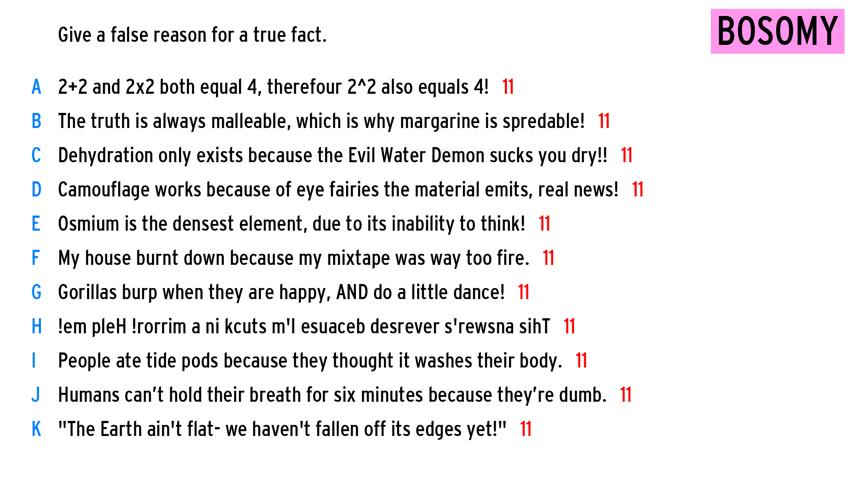 Give a false reason for a true fact.
BOSOMY
A 2+2 and 2x2 both equal 4, therefour 2^2 also equals 4! 11
B The truth is always malleable, which is why margarine is spredable! 11
C Dehydration only exists because the Evil Water Demon sucks you dry!! 11
D Camouflage works because of eye fairies the material emits, real news! 11
E Osmium is the densest element, due to its inability to think! 11
F My house burnt down because my mixtape was way too fire. 11
G Gorillas burp when they are happy, AND do a little dance! 11
H !em pleH !rorrim a ni kcuts m'I esuaceb desrever s'rewsna sihT 11
I People ate tide pods because they thought it washes their body. 11
J Humans can’t hold their breath for six minutes because they’re dumb. 11
K "The Earth ain't flat- we haven't fallen off its edges yet!" 11